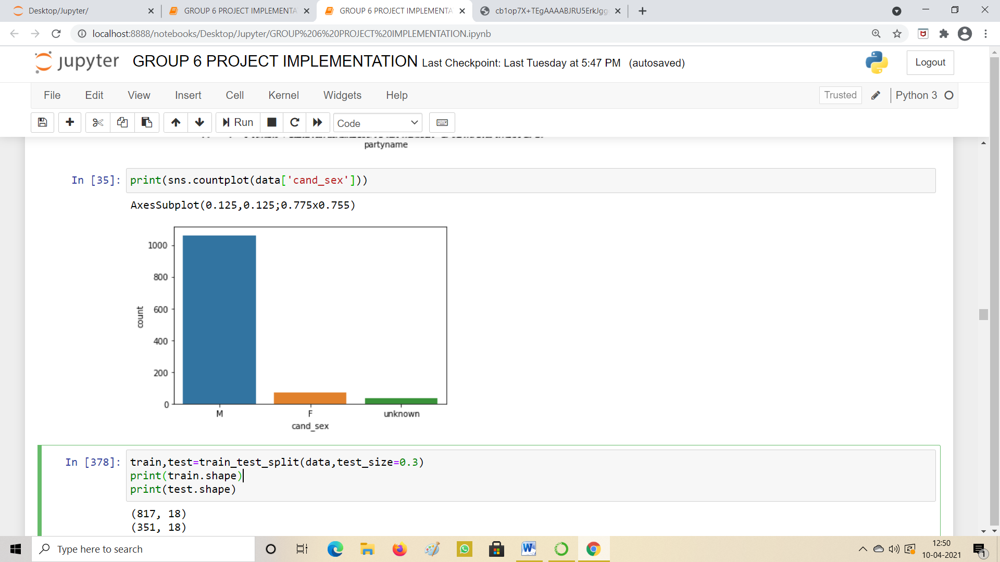 Desktop/Jupyter/
GROUP 6 PROJECT IMPLEMENTA
GROUP 6 PROJECT IMPLEMENTA
cb1op7X+TEgAAAABJRU5ErkJgg
localhost:8888/notebooks/Desktop/Jupyter/GROUP%206%20PROJECT%20IMPLEMENTATION.ipynb
jupyter GROUP 6 PROJECT IMPLEMENTATION Last Checkpoint: Last Tuesday at 5:47 PM (autosaved)
Logout
File Edit View Insert Cell Kernel Widgets Help
Trusted
Python 3
Run
Code
partyname
In [35]: print(sns.countplot(data['cand_sex']))
AxesSubplot(0.125,0.125;0.775x0.755)
1000
800
600
400
200
0
count
M F unknown
cand_sex
In [378]: train,test=train_test_split(data,test_size=0.3)
print(train.shape)
print(test.shape)
(817, 18)
(351, 18)
Type here to search
12:50
10-04-2021
1